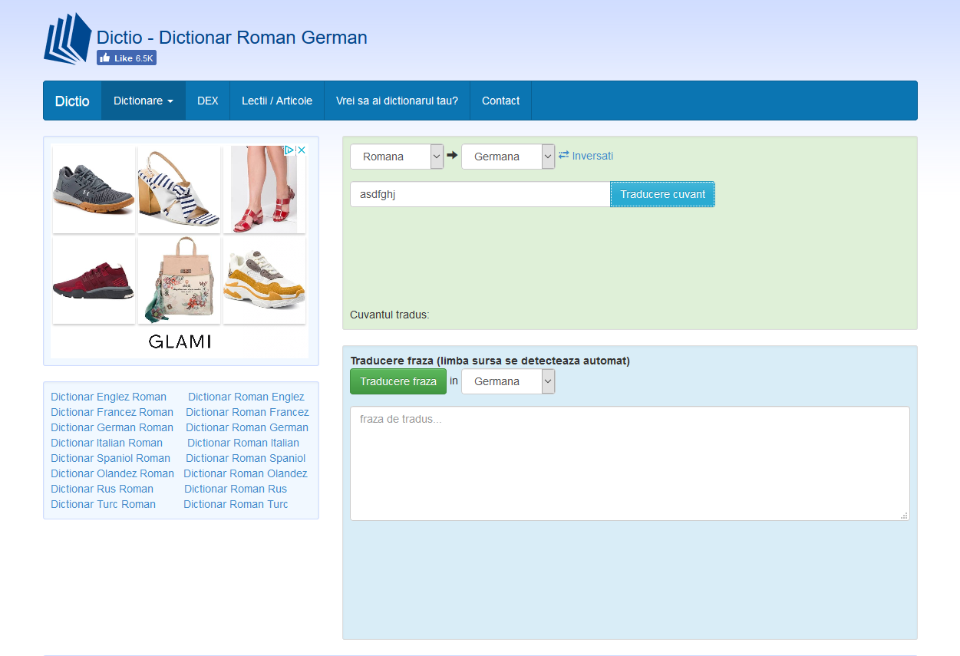 Dictio - Dictionar Roman German
Like 6.5K
Dictio Dictionare DEX Lectii / Articole Vrei sa ai dictionarul tau? Contact
Romana Germana Inversati
asdfghj Traducere cuvant
Cuvantul tradus:
GLAMI
Traducere fraza (limba sursa se detecteaza automat)
Traducere fraza in Germana
fraza de tradus...
Dictionar Englez Roman Dictionar Roman Englez
Dictionar Francez Roman Dictionar Roman Francez
Dictionar German Roman Dictionar Roman German
Dictionar Italian Roman Dictionar Roman Italian
Dictionar Spaniol Roman Dictionar Roman Spaniol
Dictionar Olandez Roman Dictionar Roman Olandez
Dictionar Rus Roman Dictionar Roman Rus
Dictionar Turc Roman Dictionar Roman Turc